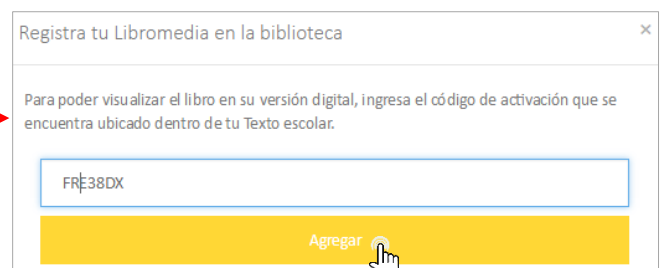 Registra tu Libromedia en la biblioteca ×
Para poder visualizar el libro en su versión digital, ingresa el código de activación que se
encuentra ubicado dentro de tu Texto escolar.
FRE38DX
Agregar